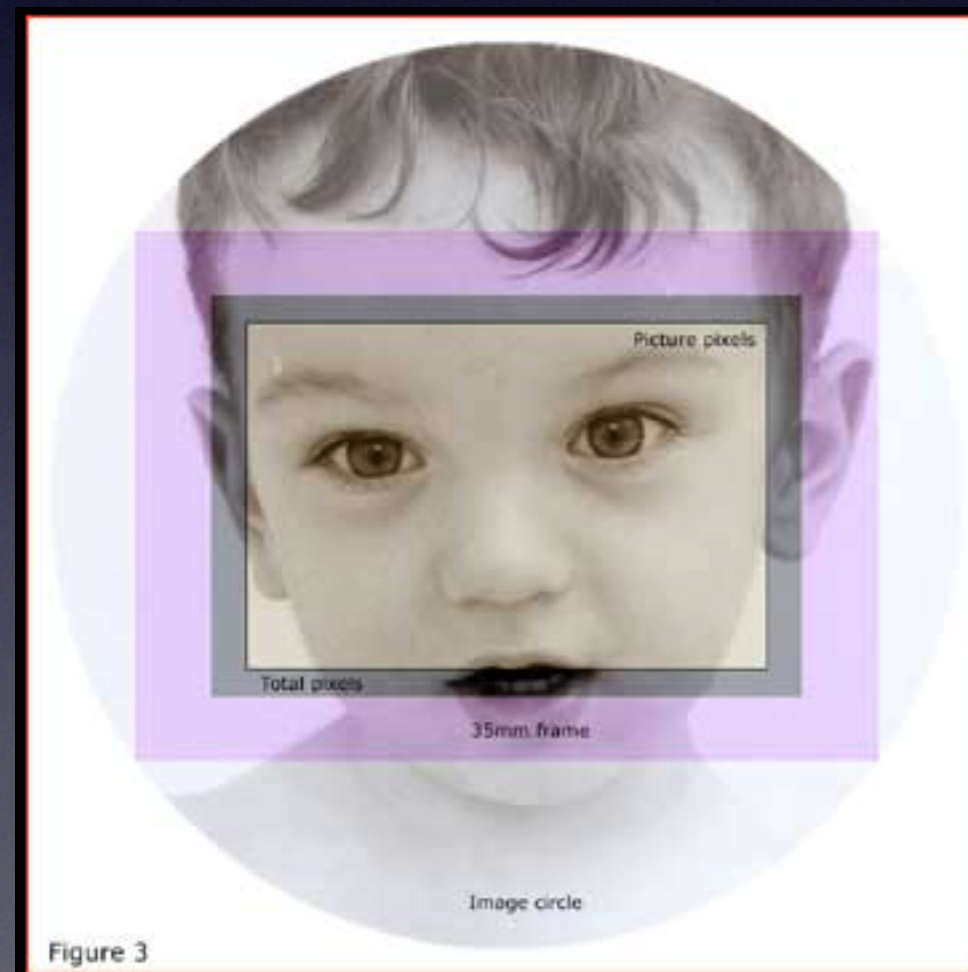 Picture pixels
Total pixels
35mm frame
Image circle
Figure 3